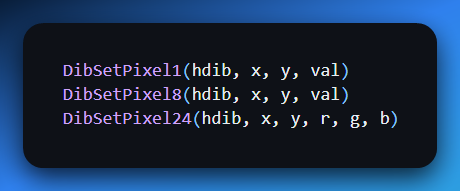 DibSetPixel1(hdib, x, y, val)
DibSetPixel8(hdib, x, y, val)
DibSetPixel24(hdib, x, y, r, g, b)